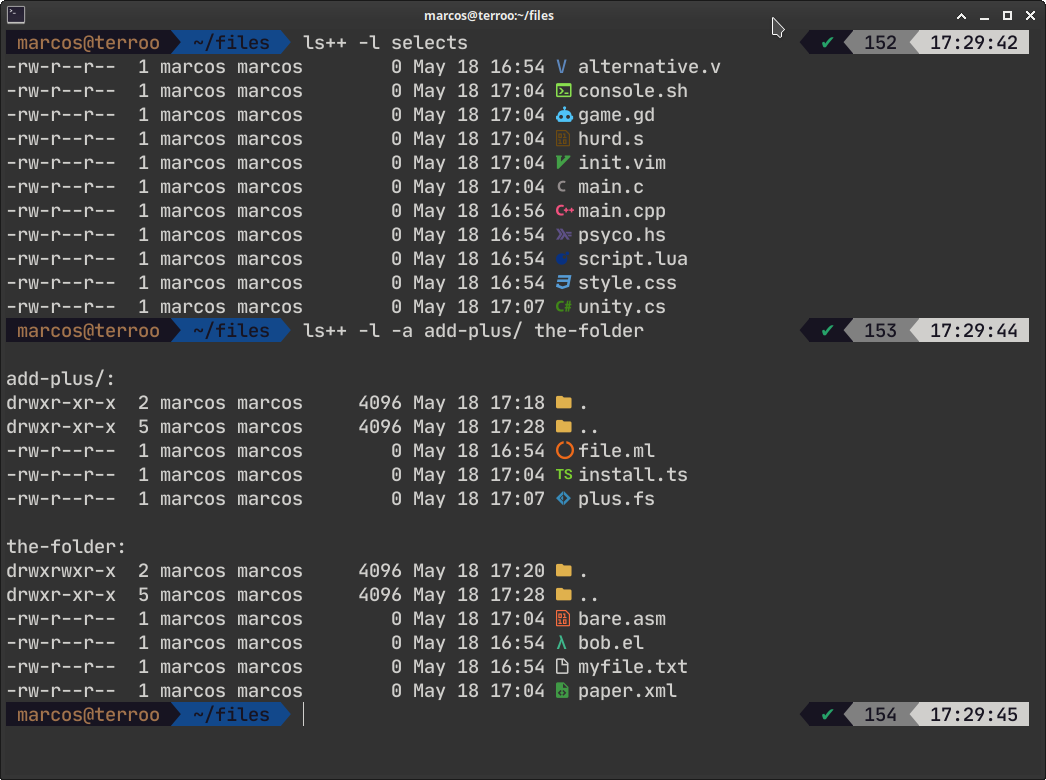 marcos@terroo:~/files
marcos@terroo ~/files ls++ -l selects ✔ 152 17:29:42
-rw-r--r-- 1 marcos marcos 0 May 18 16:54 V alternative.v
-rw-r--r-- 1 marcos marcos 0 May 18 17:04 console.sh
-rw-r--r-- 1 marcos marcos 0 May 18 17:04 game.gd
-rw-r--r-- 1 marcos marcos 0 May 18 17:04 hurd.s
-rw-r--r-- 1 marcos marcos 0 May 18 17:04 init.vim
-rw-r--r-- 1 marcos marcos 0 May 18 17:04 C main.c
-rw-r--r-- 1 marcos marcos 0 May 18 16:56 C++ main.cpp
-rw-r--r-- 1 marcos marcos 0 May 18 16:54 psyco.hs
-rw-r--r-- 1 marcos marcos 0 May 18 16:54 script.lua
-rw-r--r-- 1 marcos marcos 0 May 18 16:54 style.css
-rw-r--r-- 1 marcos marcos 0 May 18 17:07 C# unity.cs
marcos@terroo ~/files ls++ -l -a add-plus/ the-folder ✔ 153 17:29:44
add-plus/:
drwxr-xr-x 2 marcos marcos 4096 May 18 17:18 .
drwxr-xr-x 5 marcos marcos 4096 May 18 17:28 ..
-rw-r--r-- 1 marcos marcos 0 May 18 16:54 file.ml
-rw-r--r-- 1 marcos marcos 0 May 18 17:04 TS install.ts
-rw-r--r-- 1 marcos marcos 0 May 18 17:07 plus.fs
the-folder:
drwxrwxr-x 2 marcos marcos 4096 May 18 17:20 .
drwxr-xr-x 5 marcos marcos 4096 May 18 17:28 ..
-rw-r--r-- 1 marcos marcos 0 May 18 17:04 bare.asm
-rw-r--r-- 1 marcos marcos 0 May 18 16:54 λ bob.el
-rw-r--r-- 1 marcos marcos 0 May 18 16:54 myfile.txt
-rw-r--r-- 1 marcos marcos 0 May 18 17:04 paper.xml
marcos@terroo ~/files ✔ 154 17:29:45